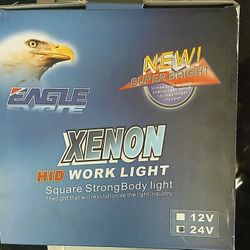 NEW!
SUPER BRIGHT
EAGLE
XENON
HID WORK LIGHT
Square StrongBody light
The light that will revolutionize the light industry
12V
24V